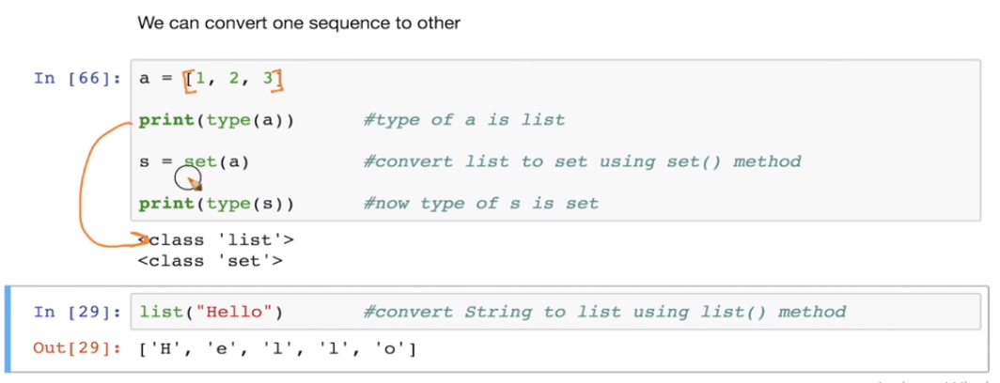 We can convert one sequence to other
In [66]: a = [1, 2, 3]
print(type(a)) #type of a is list
s = set(a) #convert list to set using set() method
print(type(s)) #now type of s is set
<class 'list'>
<class 'set'>
In [29]: list("Hello") #convert String to list using list() method
Out[29]: ['H', 'e', 'l', 'l', 'o']